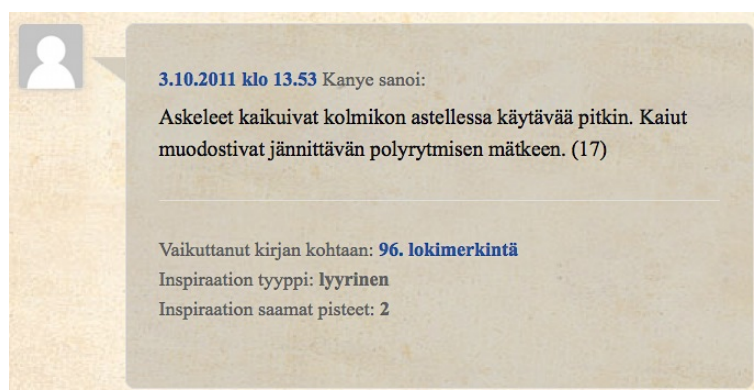 3.10.2011 klo 13.53 Kanye sanoi:
Askeleet kaikuivat kolmikon astellessa käytävää pitkin. Kaiut
muodostivat jännittävän polyrytmisen mätkeen. (17)
Vaikuttanut kirjan kohtaan: 96. lokimerkintä
Inspiraation tyyppi: lyyrinen
Inspiraation saamat pisteet: 2